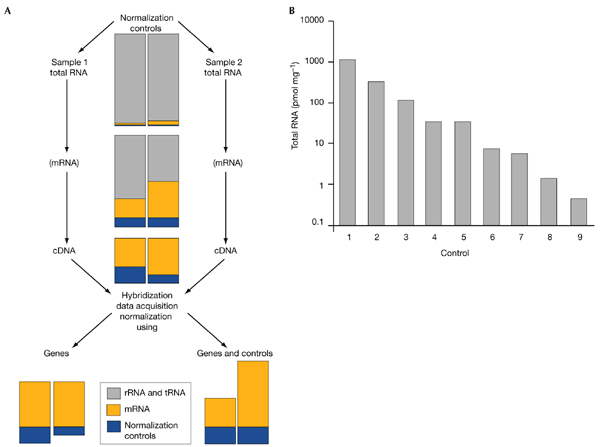 A
Normalization
controls
Sample 1
total RNA
Sample 2
total RNA
(mRNA)
(mRNA)
cDNA
cDNA
Hybridization
data acquisition
normalization
using
Genes
Genes and controls
rRNA and tRNA
mRNA
Normalization
controls
B
Total RNA (pmol mg⁻¹)
10000
1000
100
10
1
0.1
1 2 3 4 5 6 7 8 9
Control